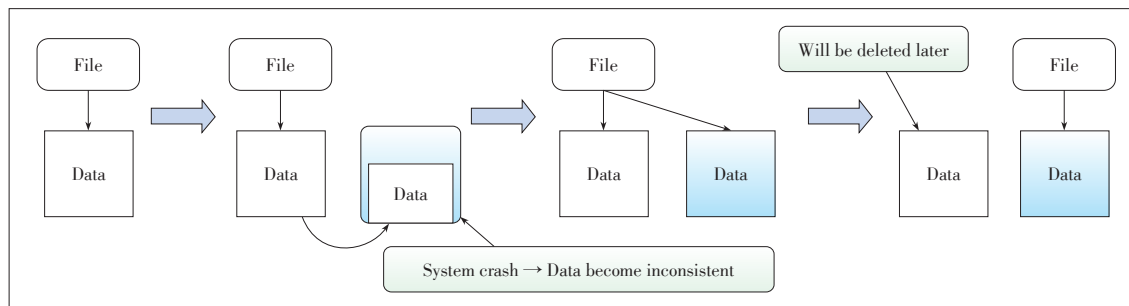 File
Data
File
Data
Data
System crash → Data become inconsistent
File
Data
Data
Will be deleted later
Data
File
Data